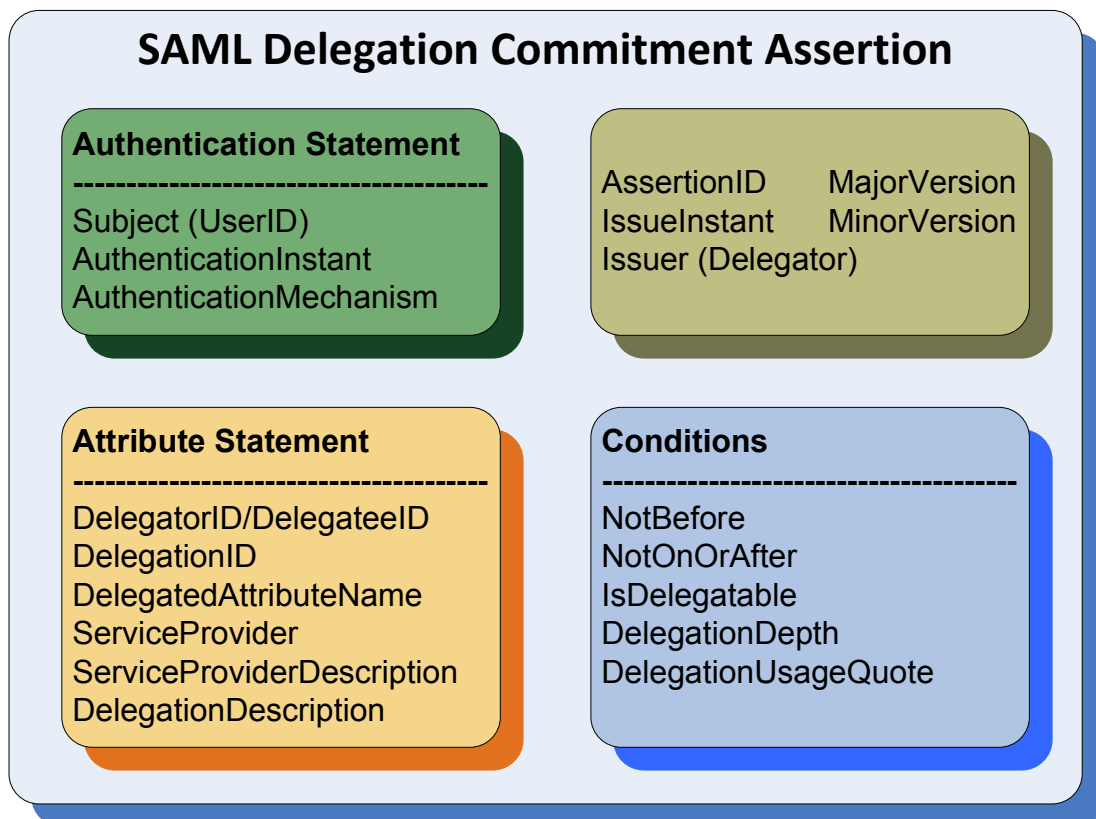 SAML Delegation Commitment Assertion
Authentication Statement
---------------------------------------
Subject (UserID)
AuthenticationInstant
AuthenticationMechanism
AssertionID MajorVersion
IssueInstant MinorVersion
Issuer (Delegator)
Attribute Statement
---------------------------------------
DelegatorID/DelegateeID
DelegationID
DelegatedAttributeName
ServiceProvider
ServiceProviderDescription
DelegationDescription
Conditions
---------------------------------------
NotBefore
NotOnOrAfter
IsDelegatable
DelegationDepth
DelegationUsageQuote